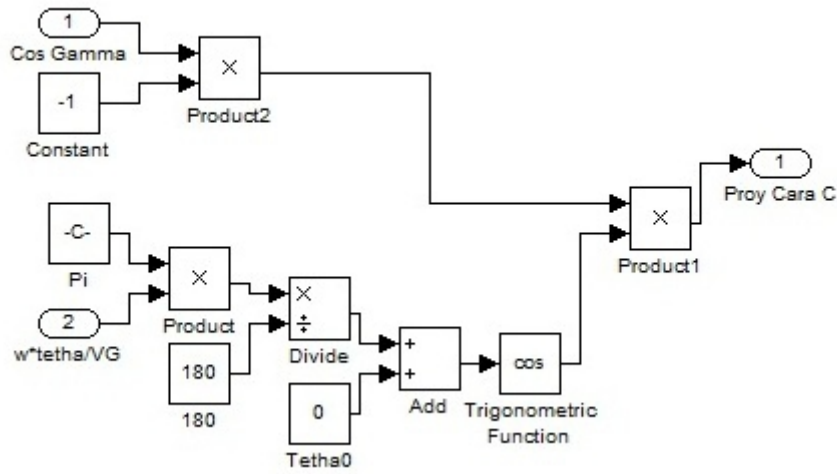 1
Cos Gamma
×
Product2
-1
Constant
1
Proy Cara C
×
Product1
-C-
Pi
×
Product
2
w*tetha/VG
×
÷
Divide
180
180
+
+
Add
cos
Trigonometric
Function
0
Tetha0